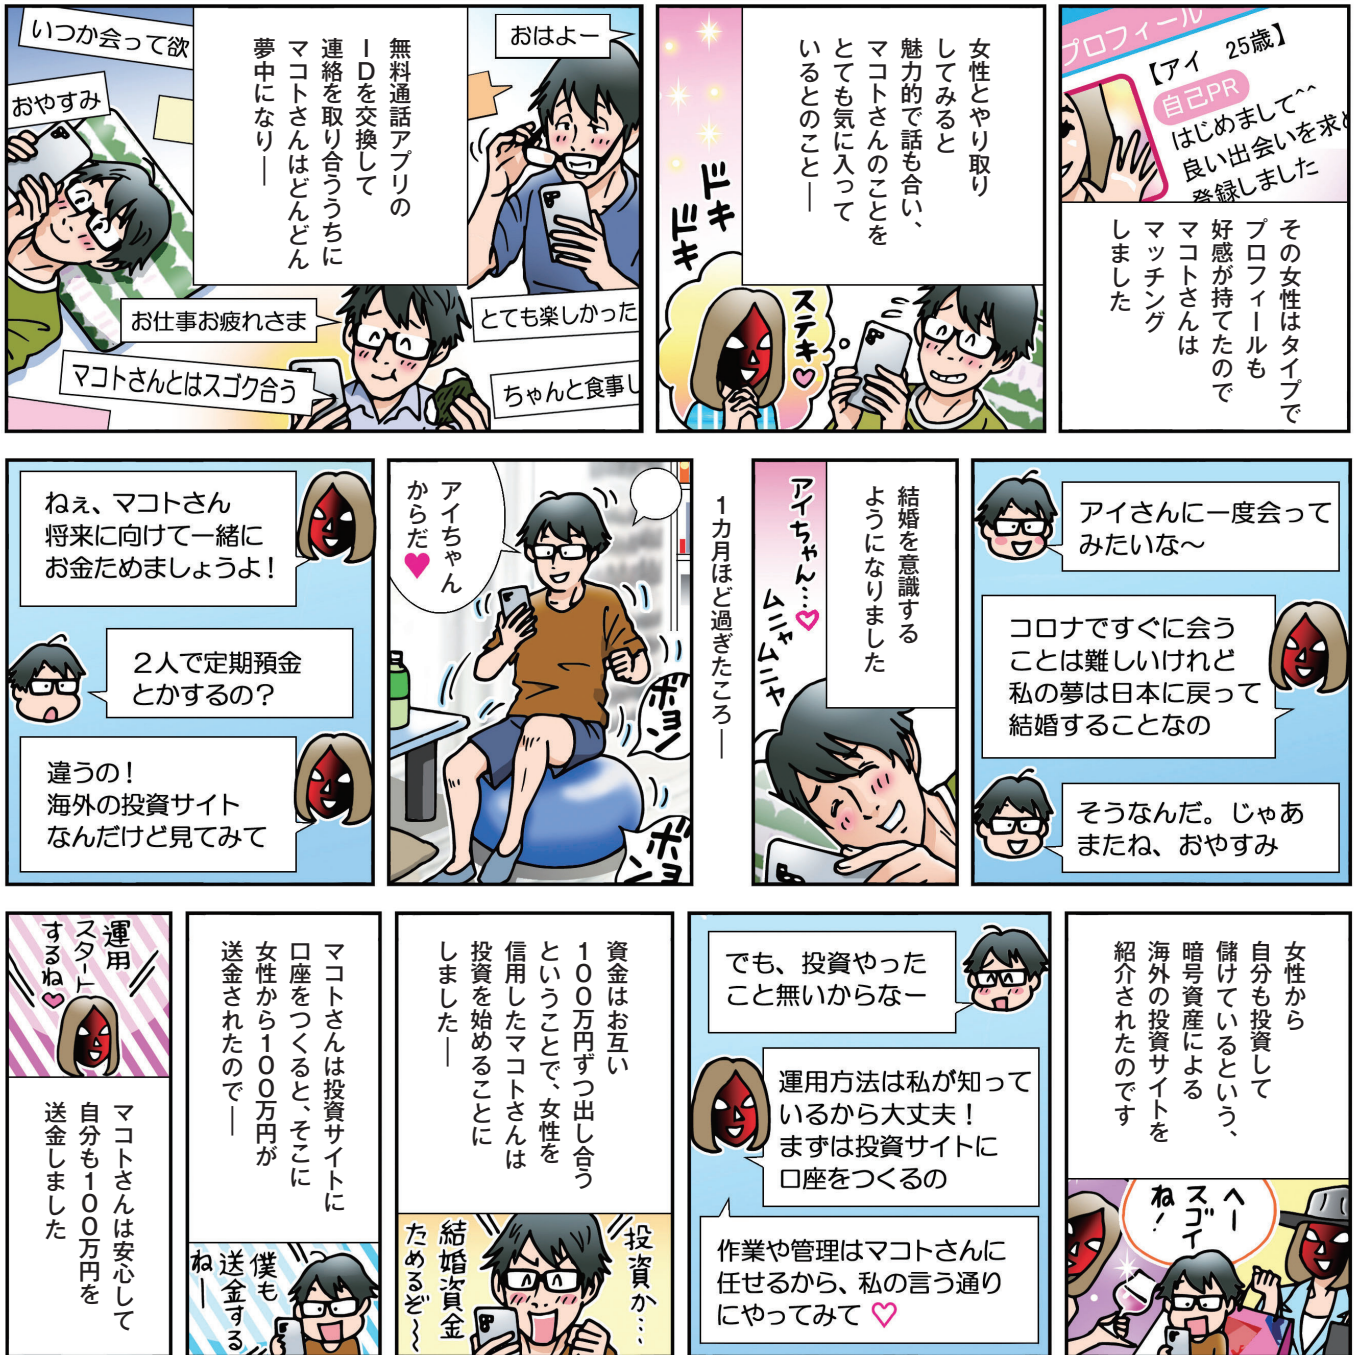 プロフィール
【アイ　25歳】
自己PR
はじめまして^^
良い出会いを求め
登録しました
その女性はタイプで
プロフィールも
好感が持てたので
マコトさんは
マッチング
しました
女性とやり取り
してみると
魅力的で話も合い、
マコトさんのことを
とても気に入って
いるとのこと―
ドキ
ドキ
ステキ♡
おはよー
無料通話アプリの
IDを交換して
連絡を取り合ううちに
マコトさんはどんどん
夢中になり―
いつか会って欲
おやすみ
お仕事お疲れさま
とても楽しかった
マコトさんとはスゴク合う
ちゃんと食事し
アイさんに一度会って
みたいな～
コロナですぐに会う
ことは難しいけれど
私の夢は日本に戻って
結婚することなの
そうなんだ。じゃあ
またね、おやすみ
結婚を意識する
ようになりました
アイちゃん…♡
ムニャムニャ
1カ月ほど過ぎたころ―
アイちゃん
からだ♥
ボヨン
ボヨン
ねぇ、マコトさん
将来に向けて一緒に
お金ためましょうよ！
2人で定期預金
とかするの？
違うの！
海外の投資サイト
なんだけど見てみて
女性から
自分も投資して
儲けているという、
暗号資産による
海外の投資サイトを
紹介されたのです
へー
スゴイ
ね！
でも、投資やった
こと無いからなー
運用方法は私が知って
いるから大丈夫！
まずは投資サイトに
口座をつくるの
作業や管理はマコトさんに
任せるから、私の言う通り
にやってみて♡
資金はお互い
100万円ずつ出し合う
ということで、女性を
信用したマコトさんは
投資を始めることに
しました―
投資か…
結婚資金
ためるぞ～
マコトさんは投資サイトに
口座をつくると、そこに
女性から100万円が
送金されたので―
僕も
送金する
ねー
運用
スタート
するね♡
マコトさんは安心して
自分も100万円を
送金しました